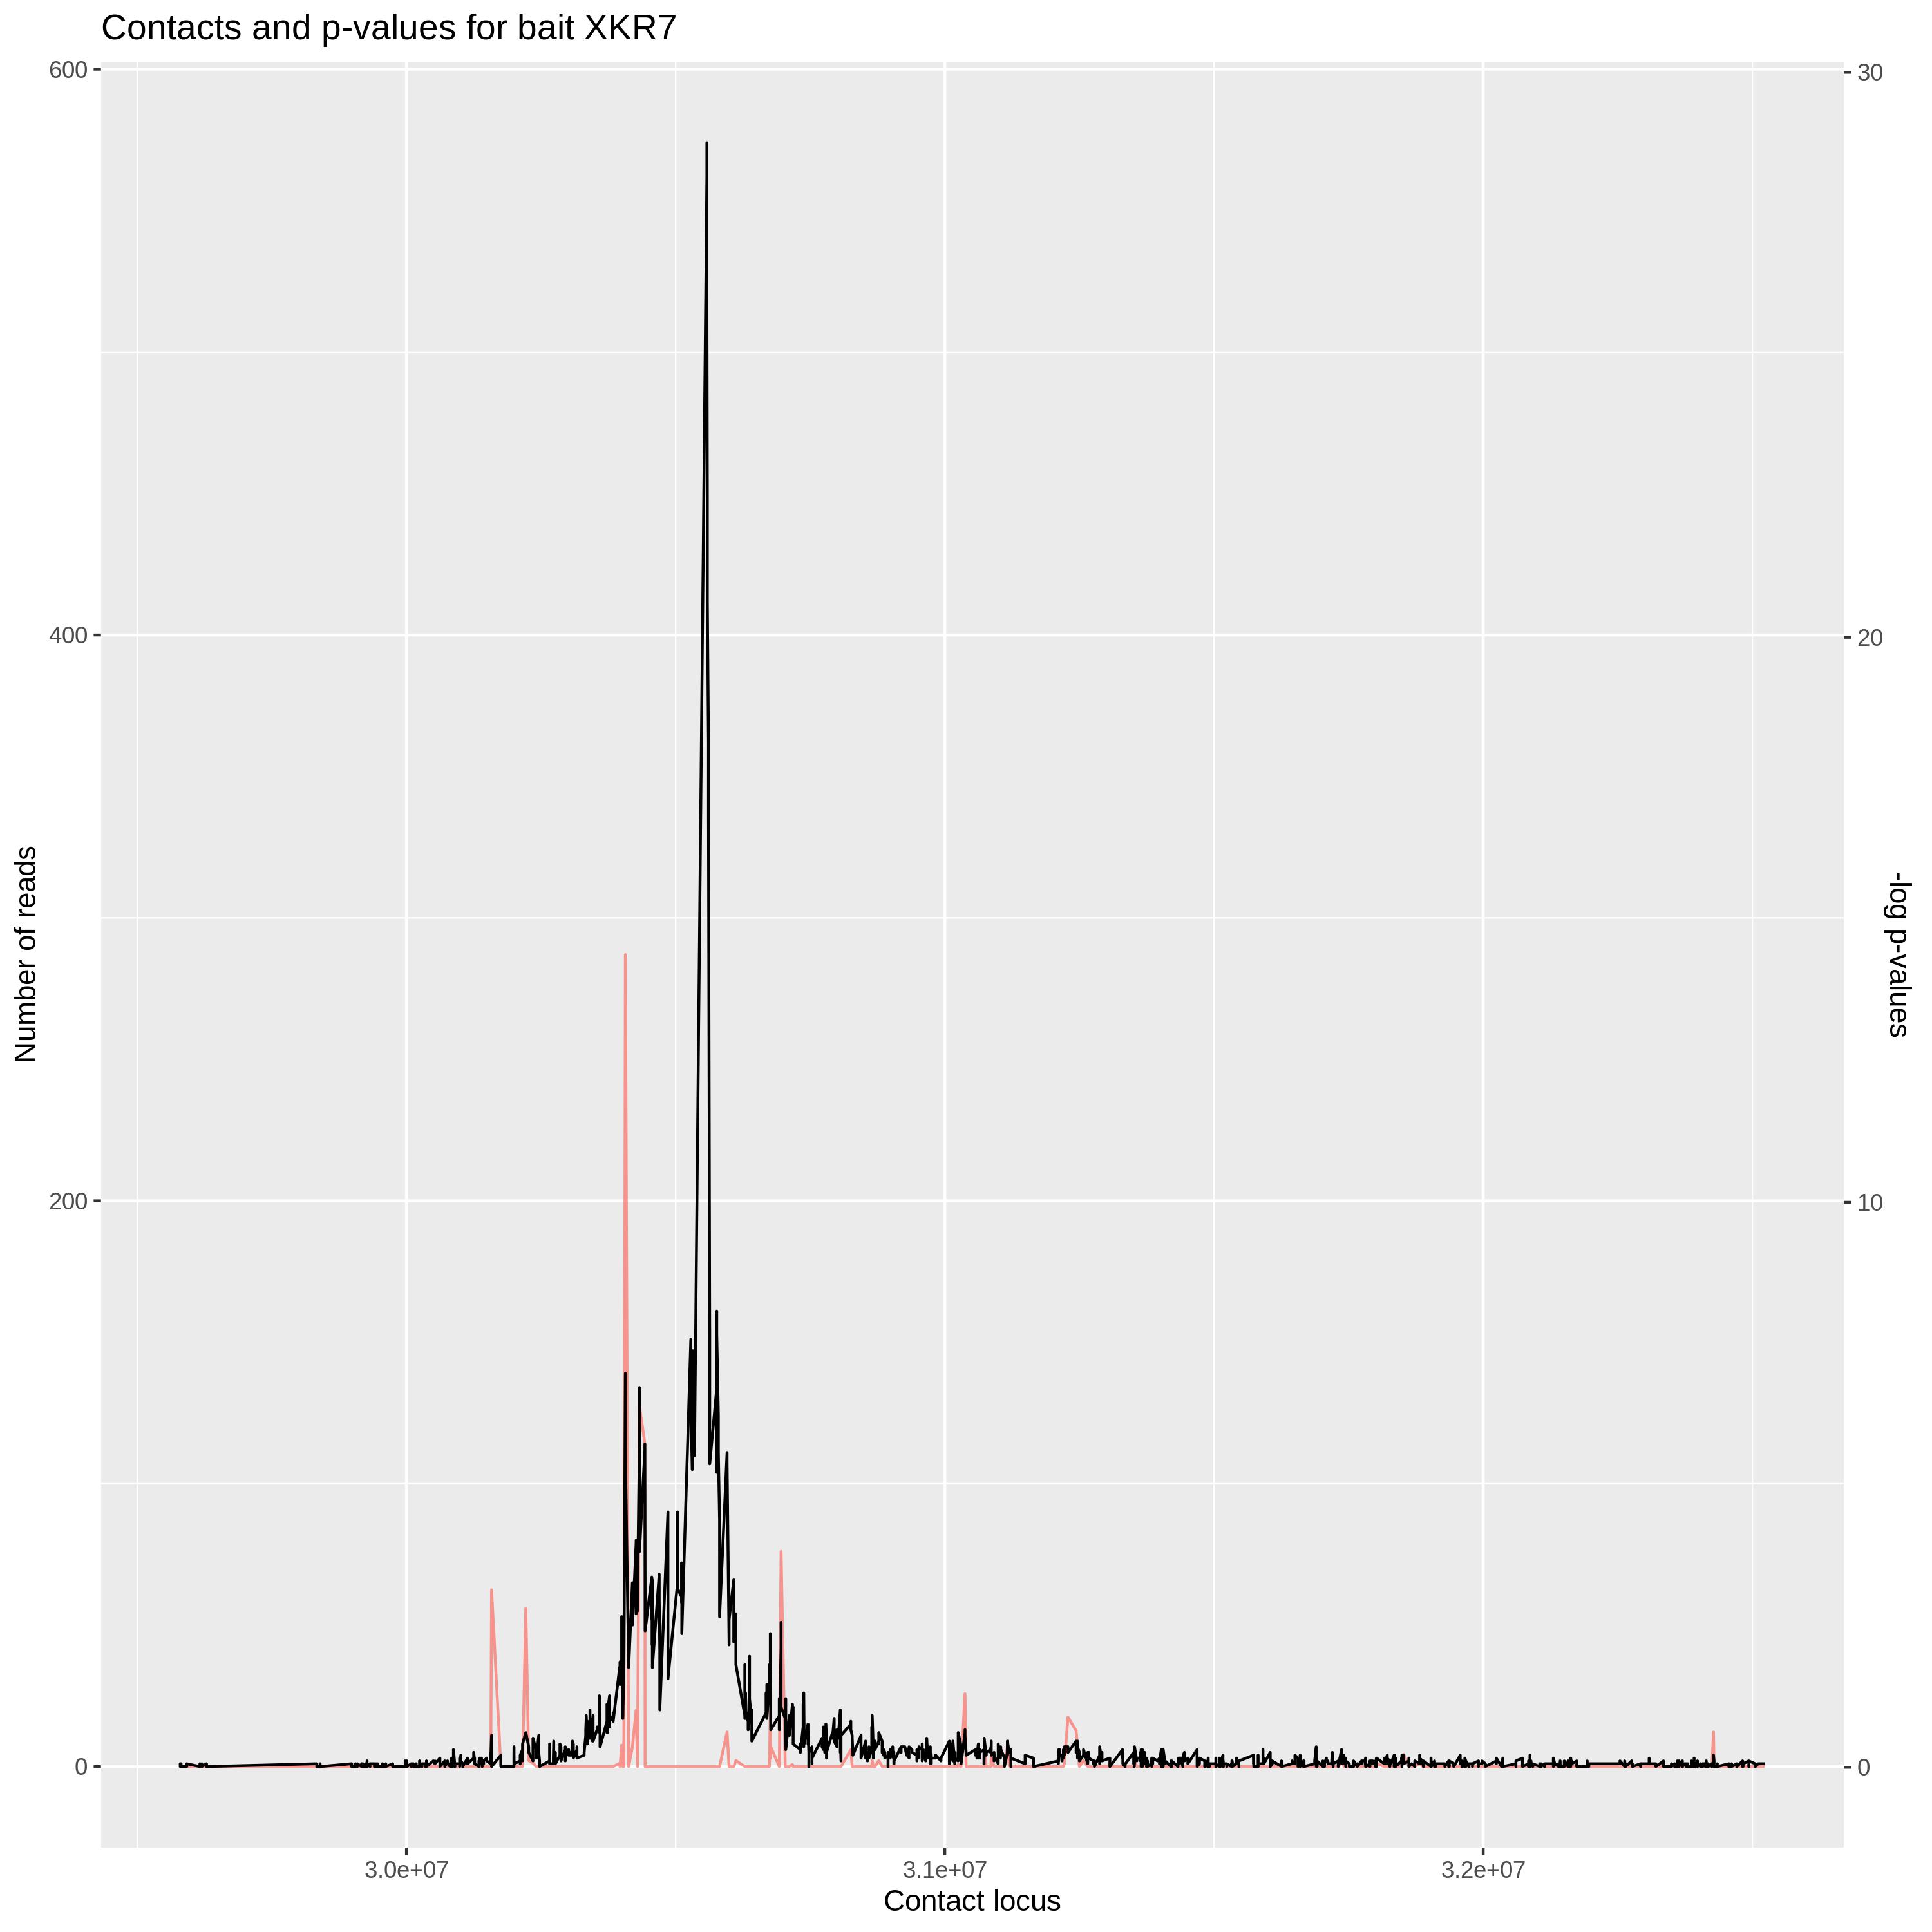 Contacts and p-values for bait XKR7
600
400
200
0
Number of reads
30
20
10
0
-log p-values
3.0e+07
3.1e+07
3.2e+07
Contact locus